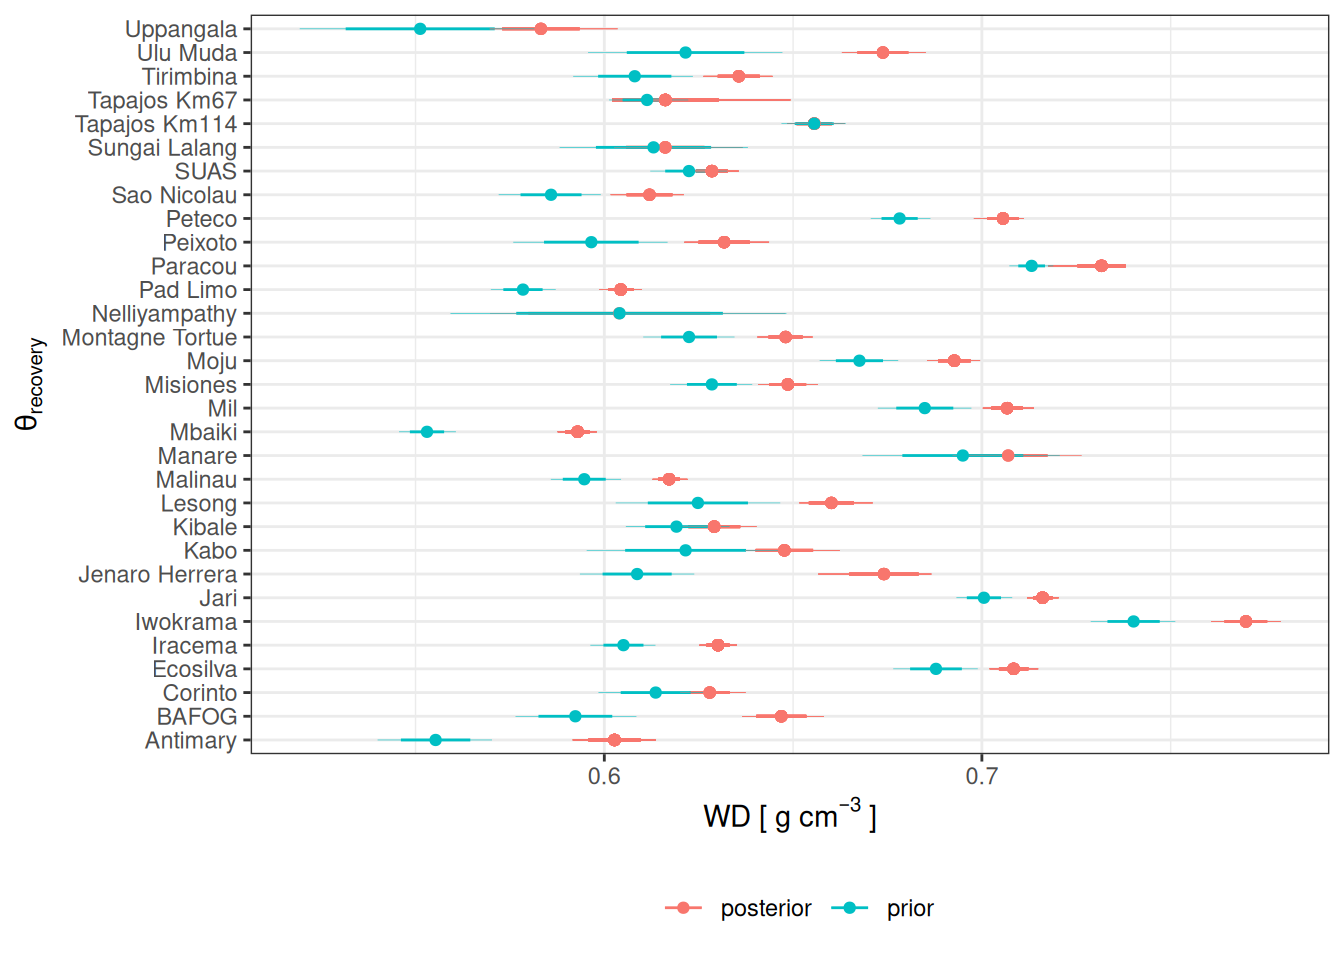 Uppangala
Ulu Muda
Tirimbina
Tapajos Km67
Tapajos Km114
Sungai Lalang
SUAS
Sao Nicolau
Peteco
Peixoto
Paracou
Pad Limo
Nelliyampathy
Montagne Tortue
Moju
Misiones
Mil
Mbaiki
Manare
Malinau
Lesong
Kibale
Kabo
Jenaro Herrera
Jari
Iwokrama
Iracema
Ecosilva
Corinto
BAFOG
Antimary
θrecovery
0.6 0.7
WD [ g cm−3 ]
posterior prior